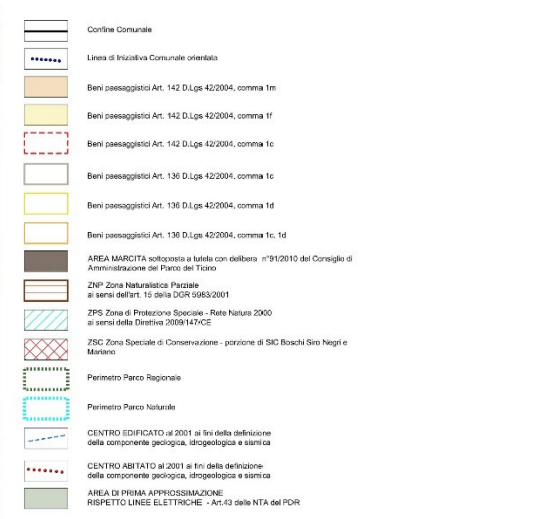 Confine Comunale
Linea di Iniziativa Comunale orientata
Beni paesaggistici Art. 142 D.Lgs 42/2004, comma 1m
Beni paesaggistici Art. 142 D.Lgs 42/2004, comma 1f
Beni paesaggistici Art. 142 D.Lgs 42/2004, comma 1c
Beni paesaggistici Art. 136 D.Lgs 42/2004, comma 1c
Beni paesaggistici Art. 136 D.Lgs 42/2004, comma 1d
Beni paesaggistici Art. 136 D.Lgs 42/2004, comma 1c, 1d
AREA MARCITA sottoposta a tutela con delibera n°91/2010 del Consiglio di
Amministrazione del Parco del Ticino
ZNP Zona Naturalistica Parziale
ai sensi dell'art. 15 della DGR 5983/2001
ZPS Zona di Protezione Speciale - Rete Natura 2000
ai sensi della Direttiva 2009/147/CE
ZSC Zona Speciale di Conservazione - porzione di SIC Boschi Siro Negri e
Mariano
Perimetro Parco Regionale
Perimetro Parco Naturale
CENTRO EDIFICATO al 2001 ai fini della definizione
della componente geologica, idrogeologica e sismica
CENTRO ABITATO al 2001 ai fini della definizione
della componente geologica, idrogeologica e sismica
AREA DI PRIMA APPROSSIMAZIONE
RISPETTO LINEE ELETTRICHE - Art.43 delle NTA del PDR